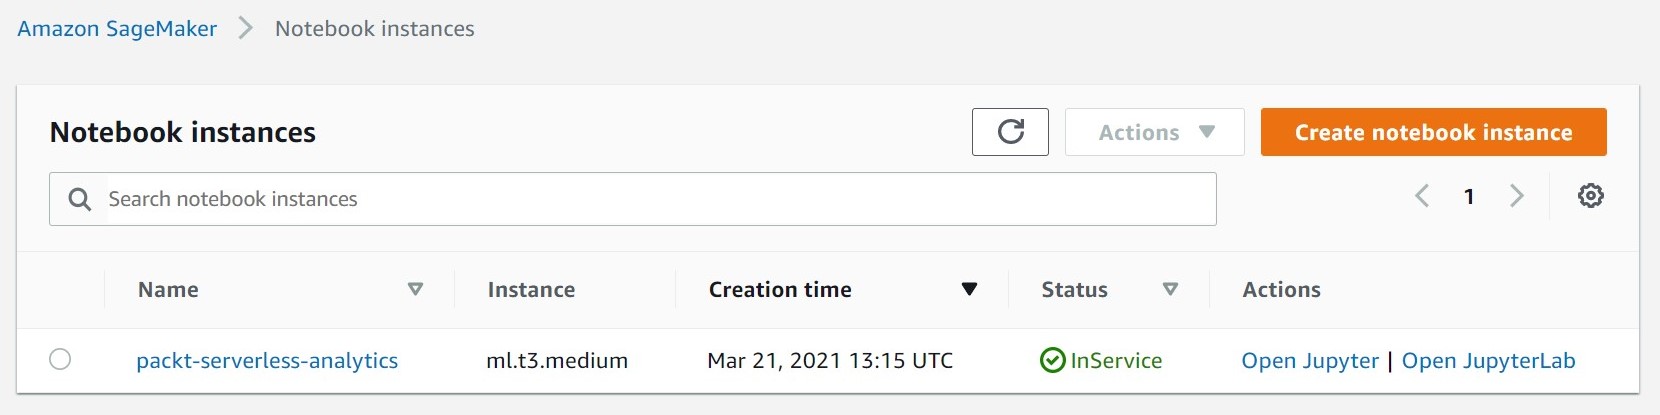 Amazon SageMaker > Notebook instances
Notebook instances
Actions
Create notebook instance
Search notebook instances
1
Name Instance Creation time Status Actions
packt-serverless-analytics ml.t3.medium Mar 21, 2021 13:15 UTC InService Open Jupyter | Open JupyterLab